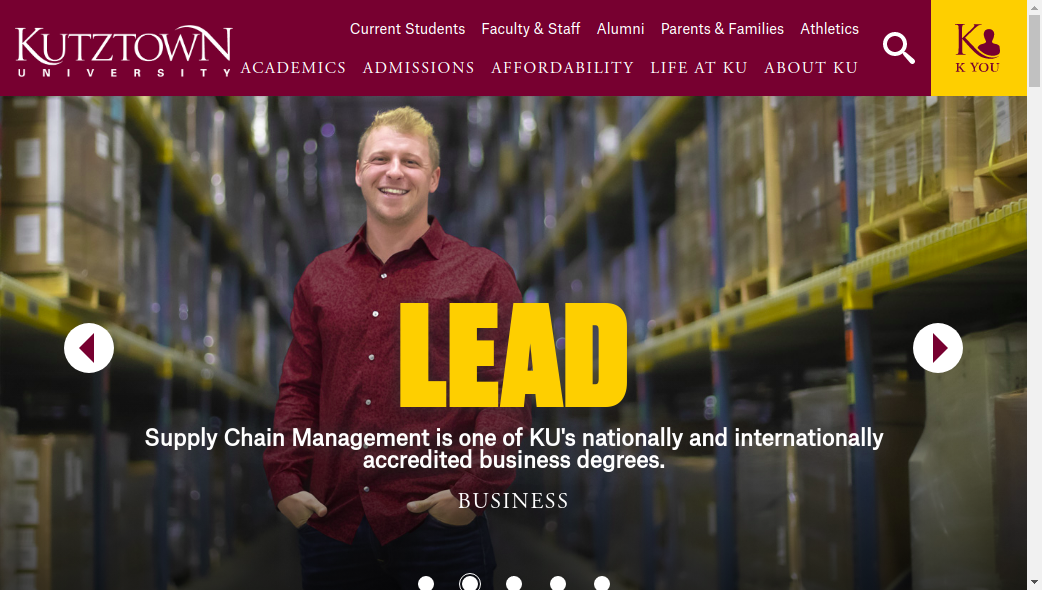 KUTZTOWN
UNIVERSITY
Current Students Faculty & Staff Alumni Parents & Families Athletics
ACADEMICS ADMISSIONS AFFORDABILITY LIFE AT KU ABOUT KU
K
K YOU
LEAD
Supply Chain Management is one of KU's nationally and internationally
accredited business degrees.
BUSINESS